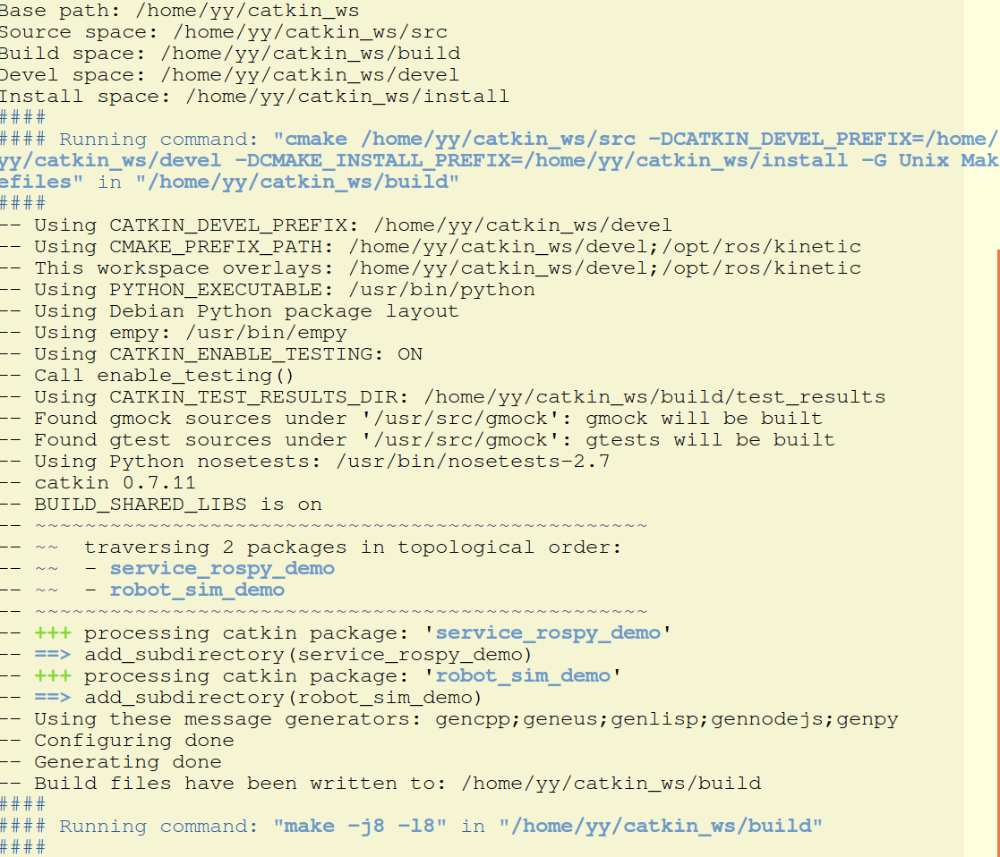 Base path: /home/yy/catkin_ws
Source space: /home/yy/catkin_ws/src
Build space: /home/yy/catkin_ws/build
Devel space: /home/yy/catkin_ws/devel
Install space: /home/yy/catkin_ws/install
####
#### Running command: "cmake /home/yy/catkin_ws/src -DCATKIN_DEVEL_PREFIX=/home/
yy/catkin_ws/devel -DCMAKE_INSTALL_PREFIX=/home/yy/catkin_ws/install -G Unix Mak
efiles" in "/home/yy/catkin_ws/build"
####
-- Using CATKIN_DEVEL_PREFIX: /home/yy/catkin_ws/devel
-- Using CMAKE_PREFIX_PATH: /home/yy/catkin_ws/devel;/opt/ros/kinetic
-- This workspace overlays: /home/yy/catkin_ws/devel;/opt/ros/kinetic
-- Using PYTHON_EXECUTABLE: /usr/bin/python
-- Using Debian Python package layout
-- Using empy: /usr/bin/empy
-- Using CATKIN_ENABLE_TESTING: ON
-- Call enable_testing()
-- Using CATKIN_TEST_RESULTS_DIR: /home/yy/catkin_ws/build/test_results
-- Found gmock sources under '/usr/src/gmock': gmock will be built
-- Found gtest sources under '/usr/src/gmock': gtests will be built
-- Using Python nosetests: /usr/bin/nosetests-2.7
-- catkin 0.7.11
-- BUILD_SHARED_LIBS is on
-- ~~~~~~~~~~~~~~~~~~~~~~~~~~~~~~~~~~~~~~~~~~~~~~~~~
-- ~~  traversing 2 packages in topological order:
-- ~~  - service_rospy_demo
-- ~~  - robot_sim_demo
-- ~~~~~~~~~~~~~~~~~~~~~~~~~~~~~~~~~~~~~~~~~~~~~~~~~
-- +++ processing catkin package: 'service_rospy_demo'
-- ==> add_subdirectory(service_rospy_demo)
-- +++ processing catkin package: 'robot_sim_demo'
-- ==> add_subdirectory(robot_sim_demo)
-- Using these message generators: gencpp;geneus;genlisp;gennodejs;genpy
-- Configuring done
-- Generating done
-- Build files have been written to: /home/yy/catkin_ws/build
####
#### Running command: "make -j8 -l8" in "/home/yy/catkin_ws/build"
####